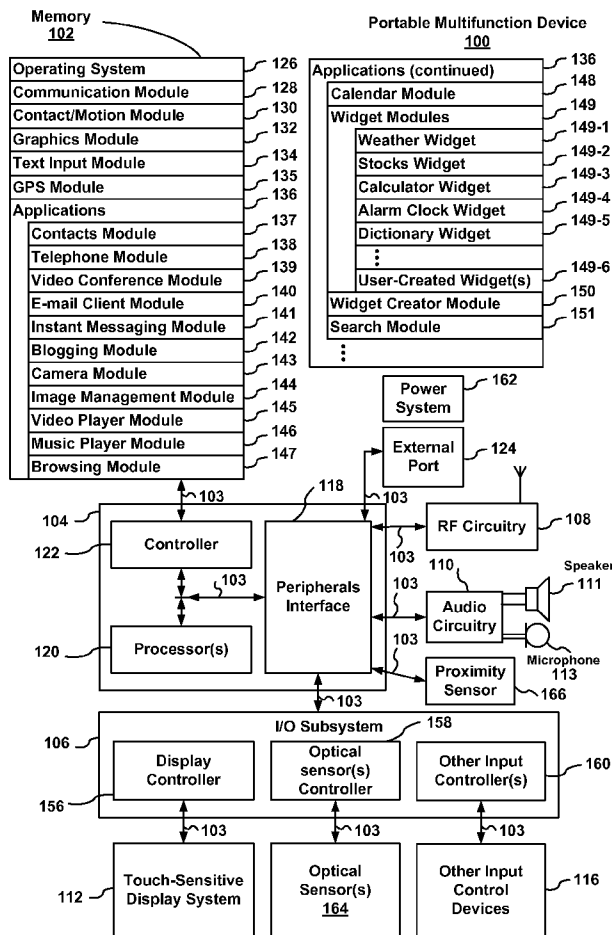 Memory
102
Operating System
126
Communication Module
128
Contact/Motion Module
130
Graphics Module
132
Text Input Module
134
GPS Module
135
Applications
136
Contacts Module
137
Telephone Module
138
Video Conference Module
139
E-mail Client Module
140
Instant Messaging Module
141
Blogging Module
142
Camera Module
143
Image Management Module
144
Video Player Module
145
Music Player Module
146
Browsing Module
147
Portable Multifunction Device
100
Applications (continued)
136
Calendar Module
148
Widget Modules
149
Weather Widget
149-1
Stocks Widget
149-2
Calculator Widget
149-3
Alarm Clock Widget
149-4
Dictionary Widget
149-5
User-Created Widget(s)
149-6
Widget Creator Module
150
Search Module
151
Power
System
162
External
Port
124
103
103
104
118
122
Controller
103
Peripherals
Interface
120
Processor(s)
RF Circuitry
108
103
110
Audio
Circuitry
103
Speaker
111
Microphone
113
103
Proximity
Sensor
166
103
I/O Subsystem
106
Display
Controller
156
158
Optical
sensor(s)
Controller
Other Input
Controller(s)
160
103
103
103
112
Touch-Sensitive
Display System
Optical
Sensor(s)
164
Other Input
Control
Devices
116